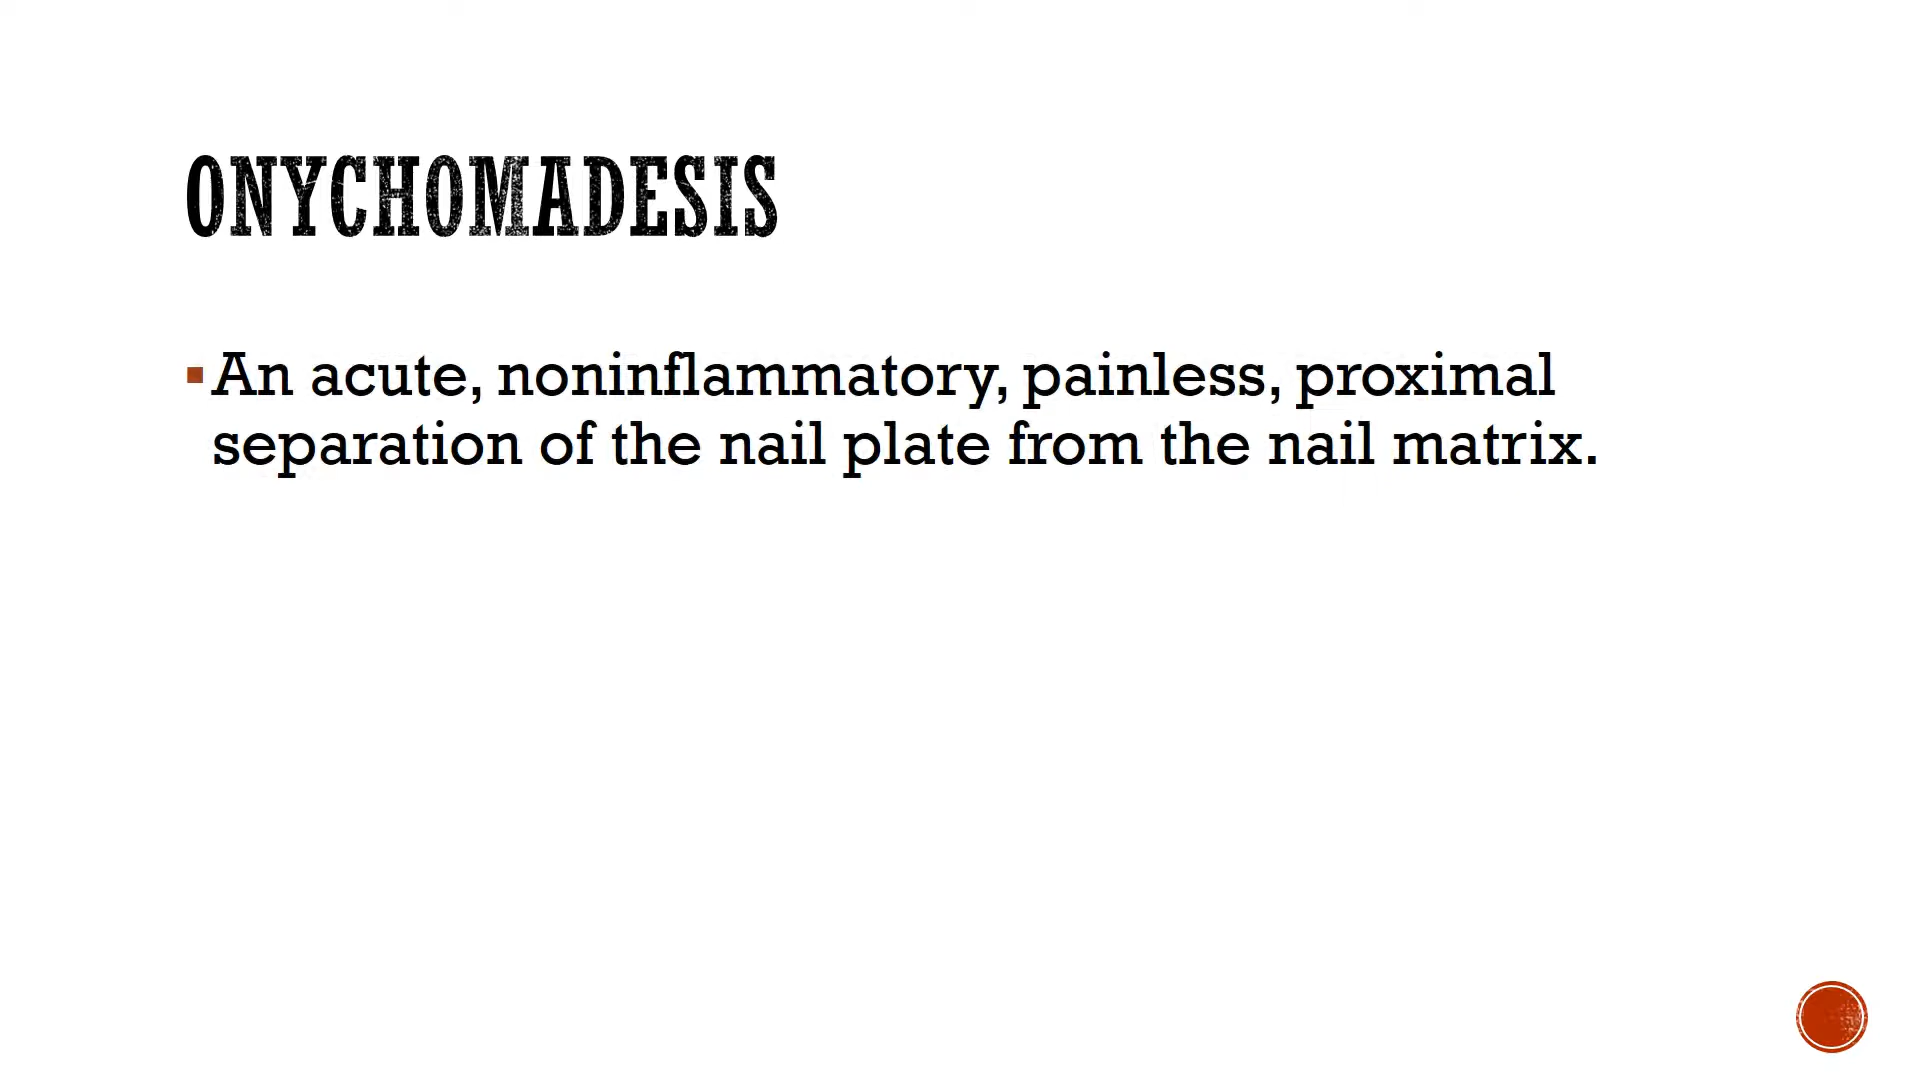 ONYCHOMADESIS
▪An acute, noninflammatory, painless, proximal
separation of the nail plate from the nail matrix.